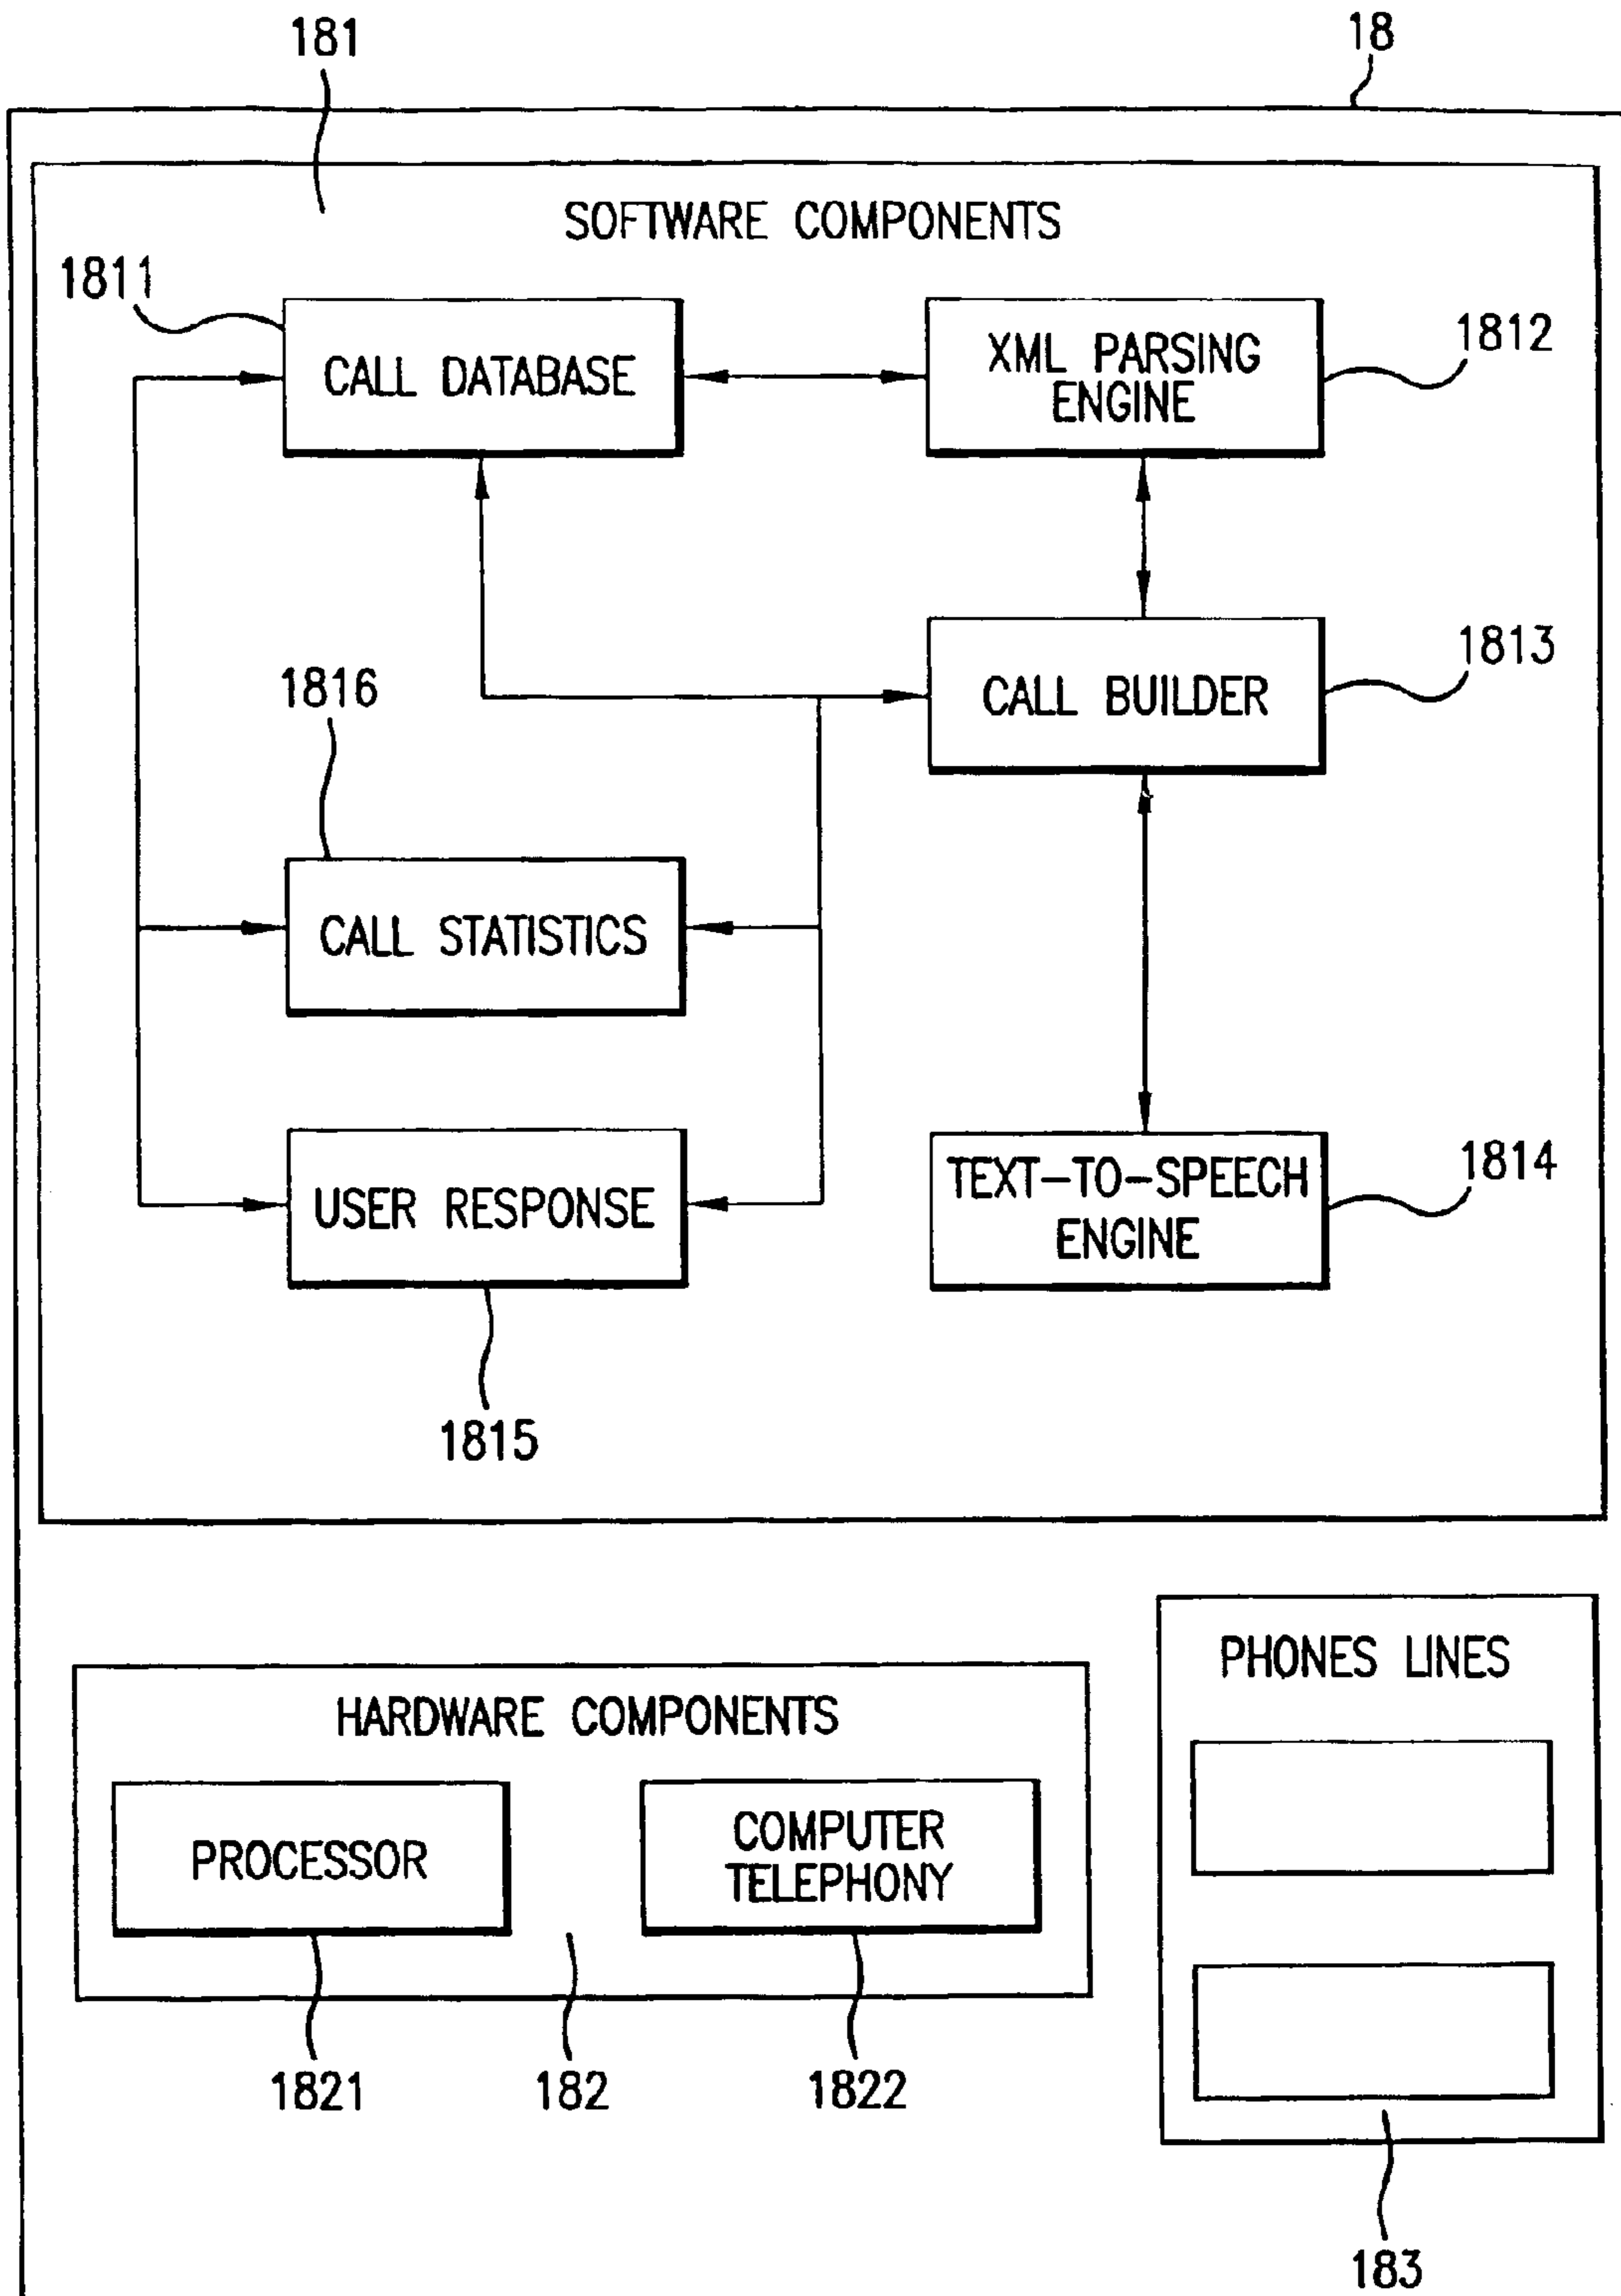 181
18
SOFTWARE COMPONENTS
1811
CALL DATABASE
XML PARSING
ENGINE
1812
1813
CALL BUILDER
1816
CALL STATISTICS
USER RESPONSE
TEXT-TO-SPEECH
ENGINE
1814
1815
PHONES LINES
HARDWARE COMPONENTS
PROCESSOR
COMPUTER
TELEPHONY
1821
182
1822
183